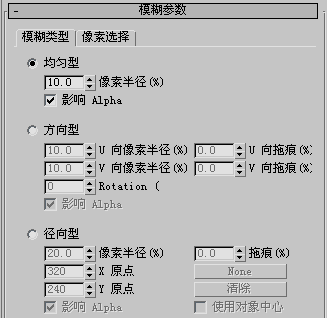 - 模糊参数
模糊类型 像素选择
均匀型
10.0 像素半径(%)
影响 Alpha
方向型
10.0 U 向像素半径(%) 0.0 U 向拖痕(%)
10.0 V 向像素半径(%) 0.0 V 向拖痕(%)
0 Rotation (
影响 Alpha
径向型
20.0 像素半径(%) 0.0 拖痕(%)
320 X 原点 None
240 Y 原点 清除
影响 Alpha 使用对象中心